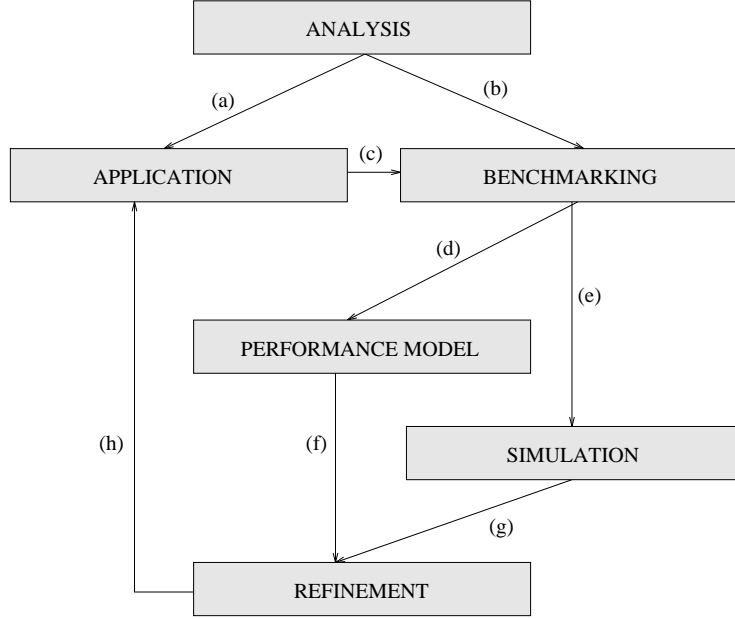 ANALYSIS
(a)
(b)
(c)
APPLICATION
BENCHMARKING
(d)
(e)
PERFORMANCE MODEL
(h)
(f)
SIMULATION
(g)
REFINEMENT